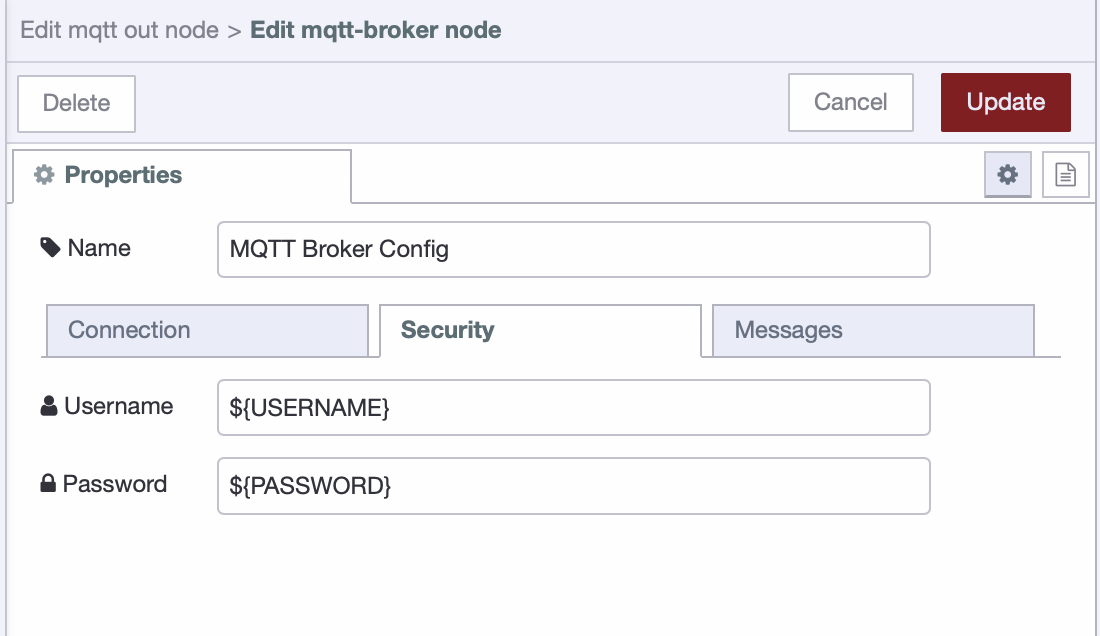 Edit mqtt out node > Edit mqtt-broker node
Delete
Cancel
Update
Properties
Name
MQTT Broker Config
Connection
Security
Messages
Username
${USERNAME}
Password
${PASSWORD}